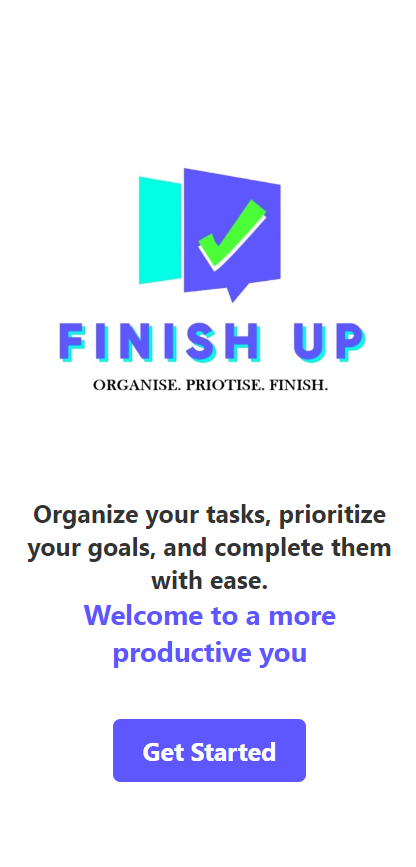 FINISH UP
ORGANISE. PRIOTISE. FINISH.
Organize your tasks, prioritize
your goals, and complete them
with ease.
Welcome to a more
productive you
Get Started